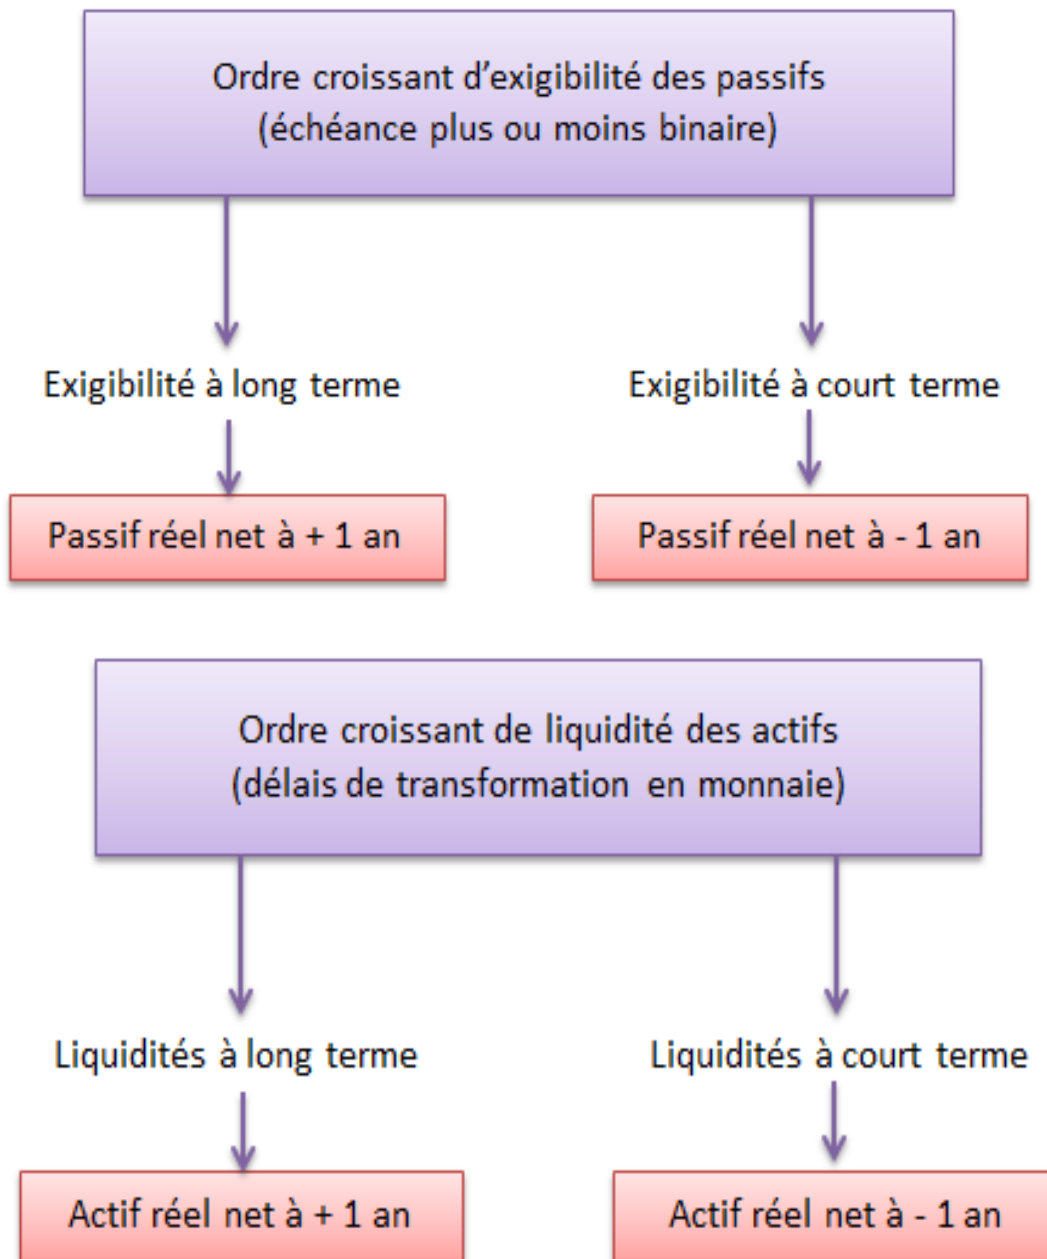 Ordre croissant d’exigibilité des passifs
(échéance plus ou moins binaire)
Exigibilité à long terme
Exigibilité à court terme
Passif réel net à + 1 an
Passif réel net à - 1 an
Ordre croissant de liquidité des actifs
(délais de transformation en monnaie)
Liquidités à long terme
Liquidités à court terme
Actif réel net à + 1 an
Actif réel net à - 1 an